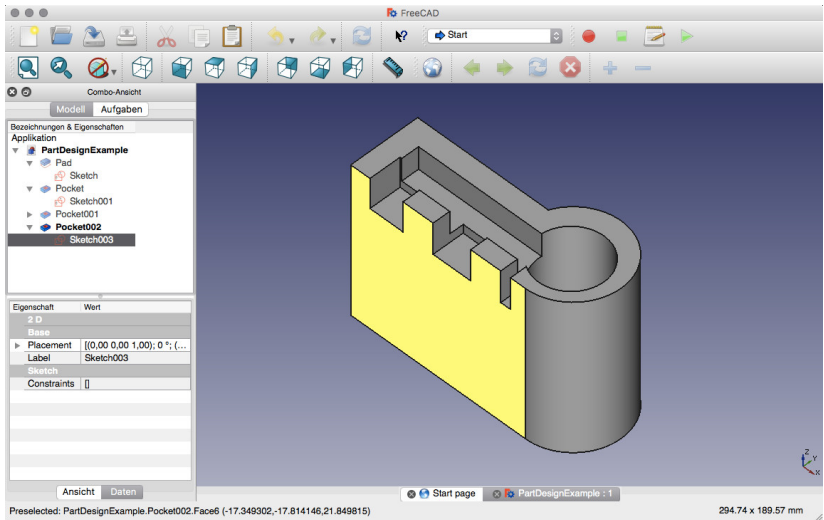 FreeCAD
Start
Combo-Ansicht
Modell Aufgaben
Bezeichnungen & Eigenschaften
Applikation
PartDesignExample
Pad
Sketch
Pocket
Sketch001
Pocket001
Pocket002
Sketch003
Eigenschaft Wert
2 D
Base
Placement [(0,00 0,00 1,00); 0 °; (...
Label Sketch003
Sketch
Constraints []
Ansicht Daten
Z
Y
X
Start page PartDesignExample : 1
Preselected: PartDesignExample.Pocket002.Face6 (-17.349302,-17.814146,21.849815) 294.74 x 189.57 mm